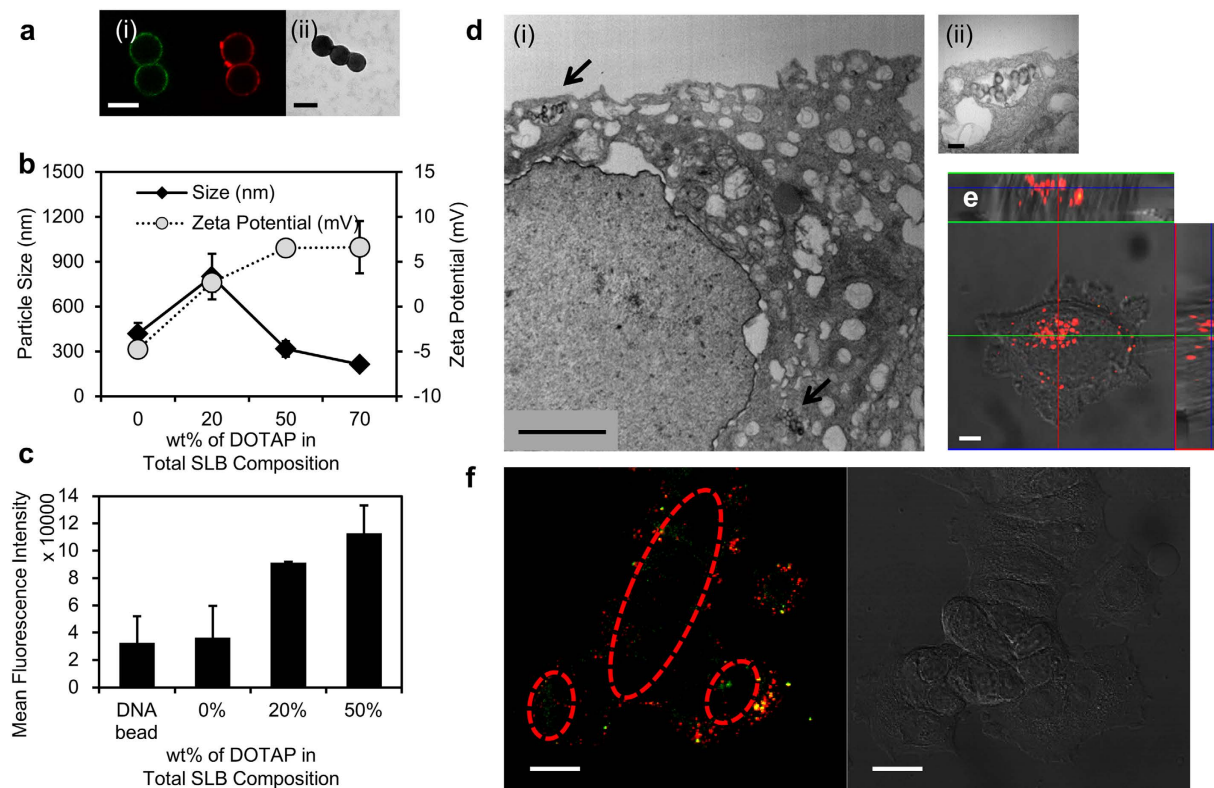 a
(i)
(ii)
b
1500
1200
900
600
300
0
Particle Size (nm)
Size (nm)
Zeta Potential (mV)
15
10
5
0
-5
-10
Zeta Potential (mV)
0 20 50 70
wt% of DOTAP in
Total SLB Composition
c
14
12
10
8
6
4
2
0
Mean Fluorescence Intensity
x 10000
DNA
bead
0% 20% 50%
wt% of DOTAP in
Total SLB Composition
d
(i)
(ii)
e
f